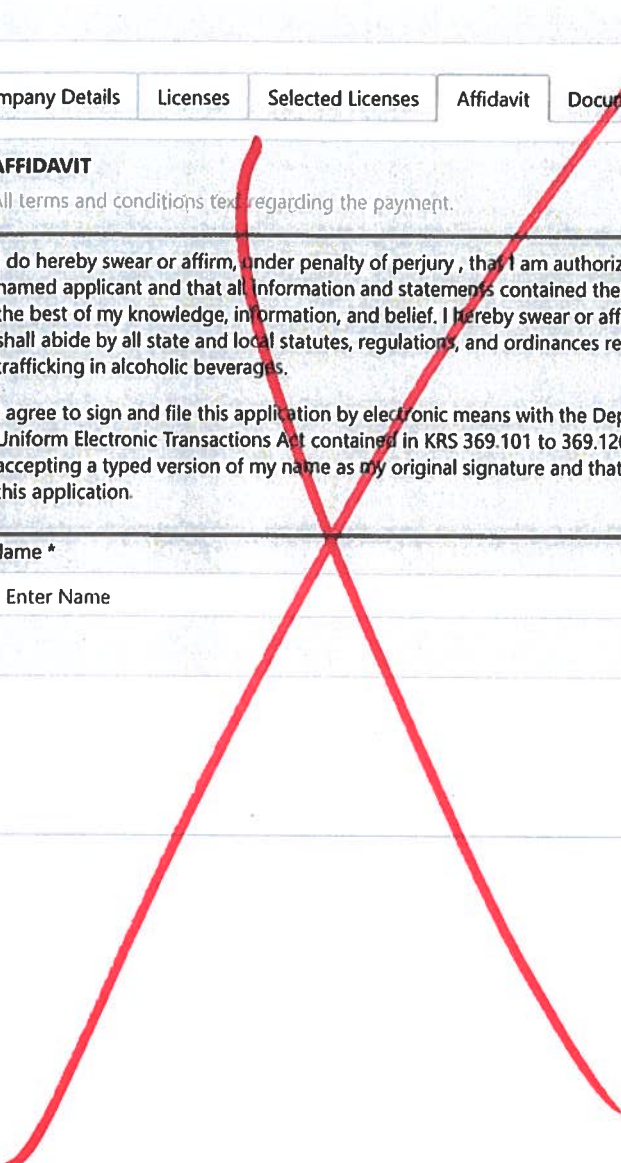 mpany Details Licenses Selected Licenses Affidavit Docu
AFFIDAVIT
All terms and conditions text regarding the payment.
I do hereby swear or affirm, under penalty of perjury , that I am authoriz
named applicant and that all information and statements contained the
the best of my knowledge, information, and belief. I hereby swear or aff
shall abide by all state and local statutes, regulations, and ordinances re
trafficking in alcoholic beverages.
I agree to sign and file this application by electronic means with the Dep
Uniform Electronic Transactions Act contained in KRS 369.101 to 369.120
accepting a typed version of my name as my original signature and that
this application.
Name *
Enter Name